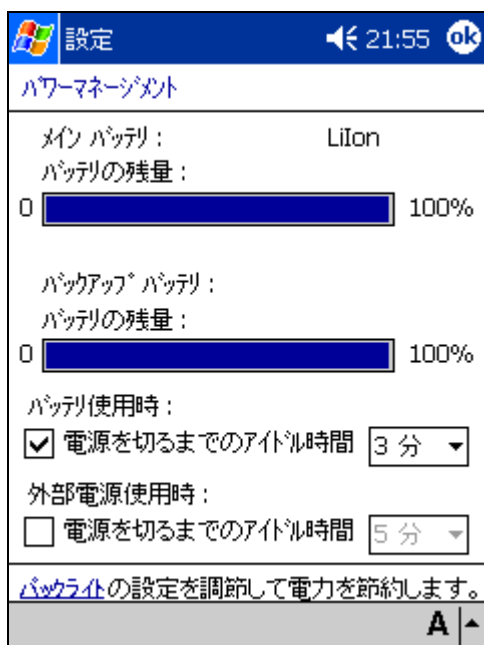 設定 21:55 ok
ﾊﾟﾜｰﾏﾈｰｼﾞﾒﾝﾄ
ﾒｲﾝ ﾊﾞｯﾃﾘ : LiIon
ﾊﾞｯﾃﾘの残量 :
0 100%
ﾊﾞｯｸｱｯﾌﾟ ﾊﾞｯﾃﾘ :
ﾊﾞｯﾃﾘの残量 :
0 100%
ﾊﾞｯﾃﾘ使用時 :
電源を切るまでのｱｲﾄﾞﾙ時間 3 分
外部電源使用時 :
電源を切るまでのｱｲﾄﾞﾙ時間 5 分
ﾊﾞｯｸﾗｲﾄの設定を調節して電力を節約します。
A